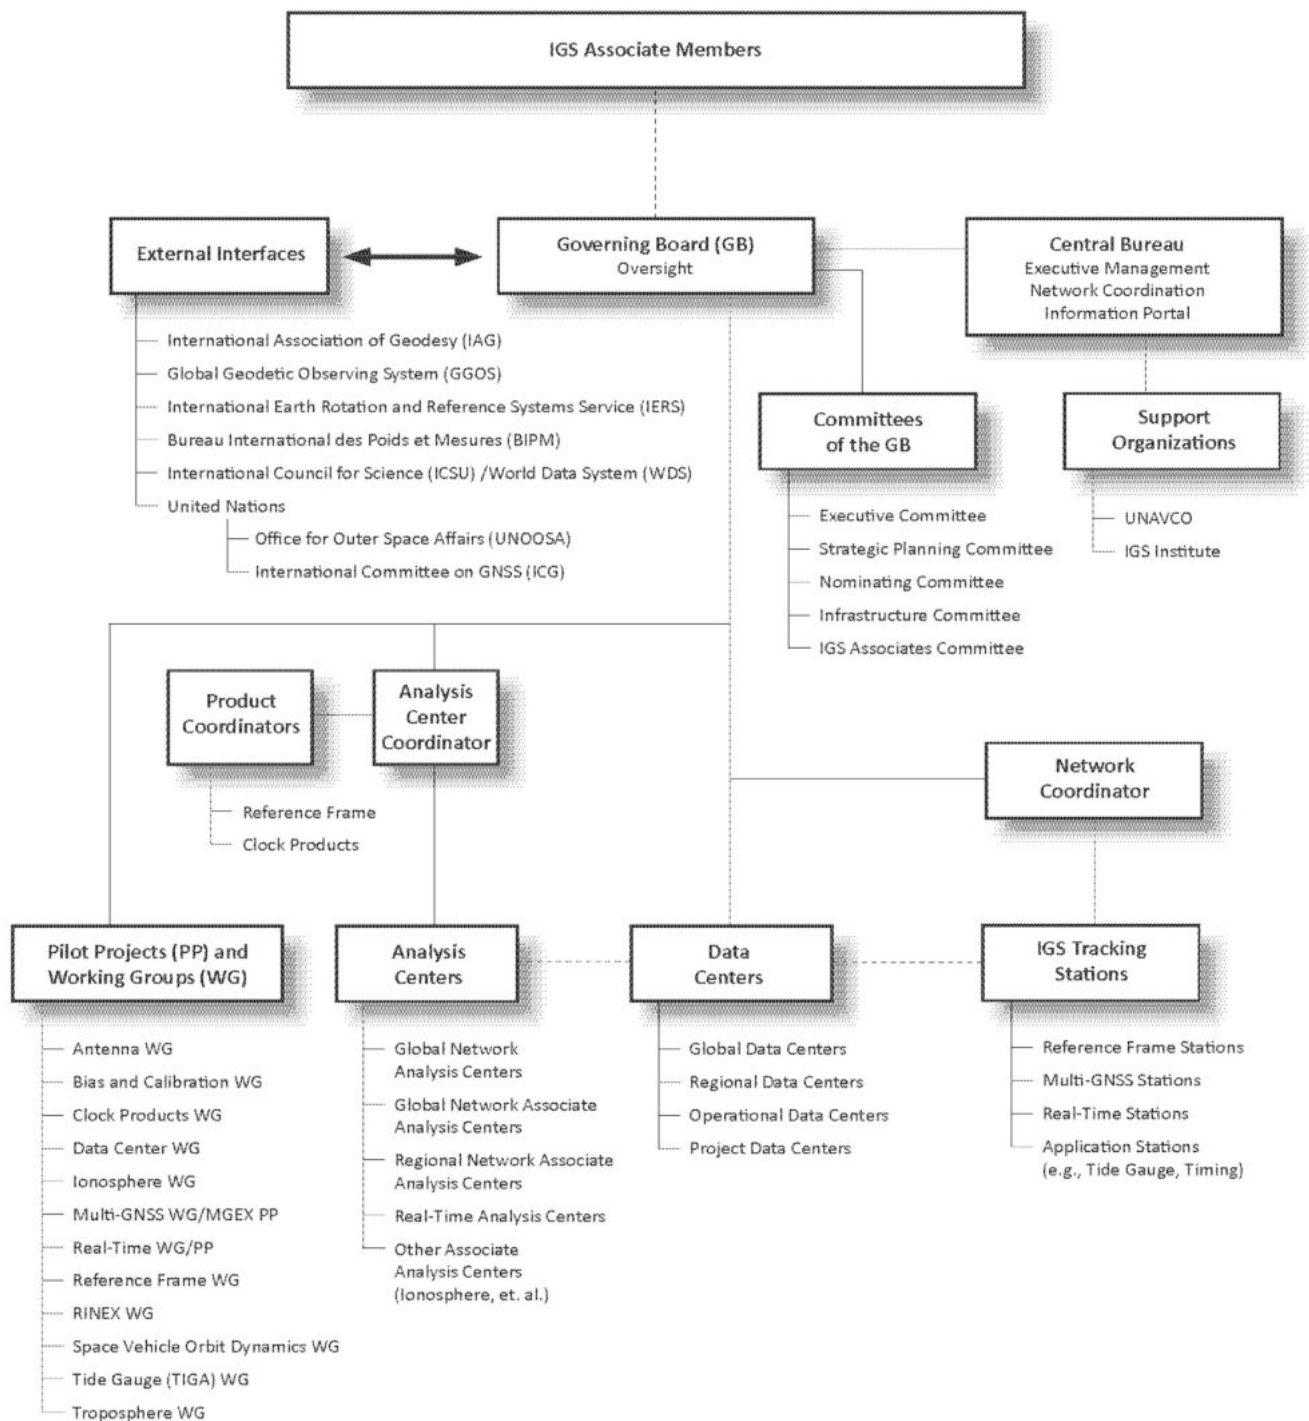 IGS Associate Members
External Interfaces
Governing Board (GB)
Oversight
Central Bureau
Executive Management
Network Coordination
Information Portal
International Association of Geodesy (IAG)
Global Geodetic Observing System (GGOS)
International Earth Rotation and Reference Systems Service (IERS)
Bureau International des Poids et Mesures (BIPM)
International Council for Science (ICSU) /World Data System (WDS)
United Nations
Office for Outer Space Affairs (UNOOSA)
International Committee on GNSS (ICG)
Committees
of the GB
Executive Committee
Strategic Planning Committee
Nominating Committee
Infrastructure Committee
IGS Associates Committee
Support
Organizations
UNAVCO
IGS Institute
Product
Coordinators
Reference Frame
Clock Products
Analysis
Center
Coordinator
Network
Coordinator
Pilot Projects (PP) and
Working Groups (WG)
Antenna WG
Bias and Calibration WG
Clock Products WG
Data Center WG
Ionosphere WG
Multi-GNSS WG/MGEX PP
Real-Time WG/PP
Reference Frame WG
RINEX WG
Space Vehicle Orbit Dynamics WG
Tide Gauge (TIGA) WG
Troposphere WG
Analysis
Centers
Global Network
Analysis Centers
Global Network Associate
Analysis Centers
Regional Network Associate
Analysis Centers
Real-Time Analysis Centers
Other Associate
Analysis Centers
(Ionosphere, et. al.)
Data
Centers
Global Data Centers
Regional Data Centers
Operational Data Centers
Project Data Centers
IGS Tracking
Stations
Reference Frame Stations
Multi-GNSS Stations
Real-Time Stations
Application Stations
(e.g., Tide Gauge, Timing)